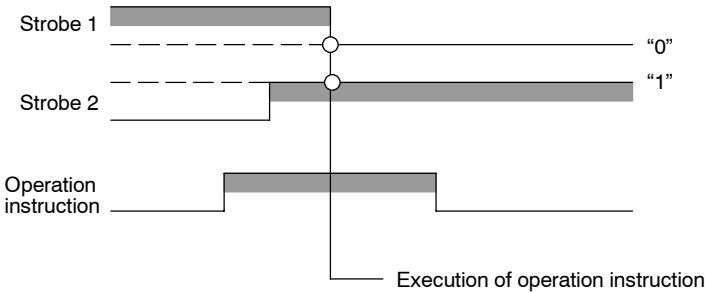 Strobe 1
“0”
“1”
Strobe 2
Operation
instruction
Execution of operation instruction